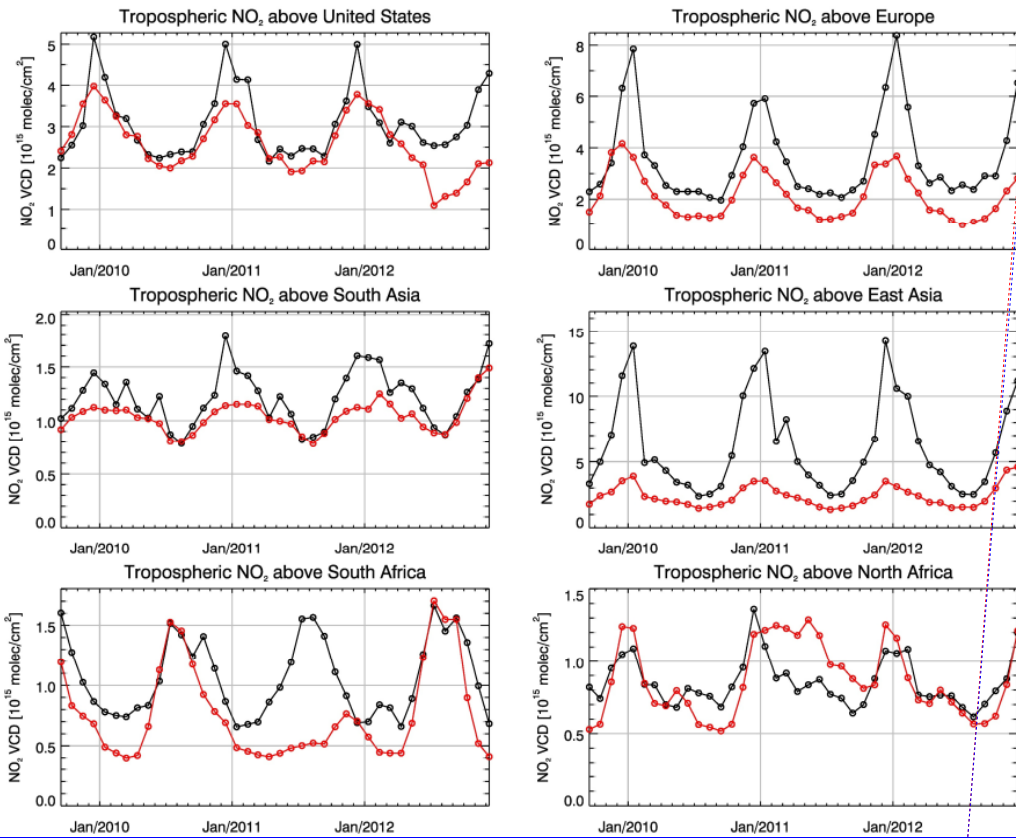 Tropospheric NO₂ above United States
NO₂ VCD [10¹⁵ molec/cm²]
5
4
3
2
1
0
Jan/2010 Jan/2011 Jan/2012
Tropospheric NO₂ above Europe
NO₂ VCD [10¹⁵ molec/cm²]
8
6
4
2
0
Jan/2010 Jan/2011 Jan/2012
Tropospheric NO₂ above South Asia
NO₂ VCD [10¹⁵ molec/cm²]
2.0
1.5
1.0
0.5
0.0
Jan/2010 Jan/2011 Jan/2012
Tropospheric NO₂ above East Asia
NO₂ VCD [10¹⁵ molec/cm²]
15
10
5
0
Jan/2010 Jan/2011 Jan/2012
Tropospheric NO₂ above South Africa
NO₂ VCD [10¹⁵ molec/cm²]
1.5
1.0
0.5
0.0
Jan/2010 Jan/2011 Jan/2012
Tropospheric NO₂ above North Africa
NO₂ VCD [10¹⁵ molec/cm²]
1.5
1.0
0.5
0.0
Jan/2010 Jan/2011 Jan/2012